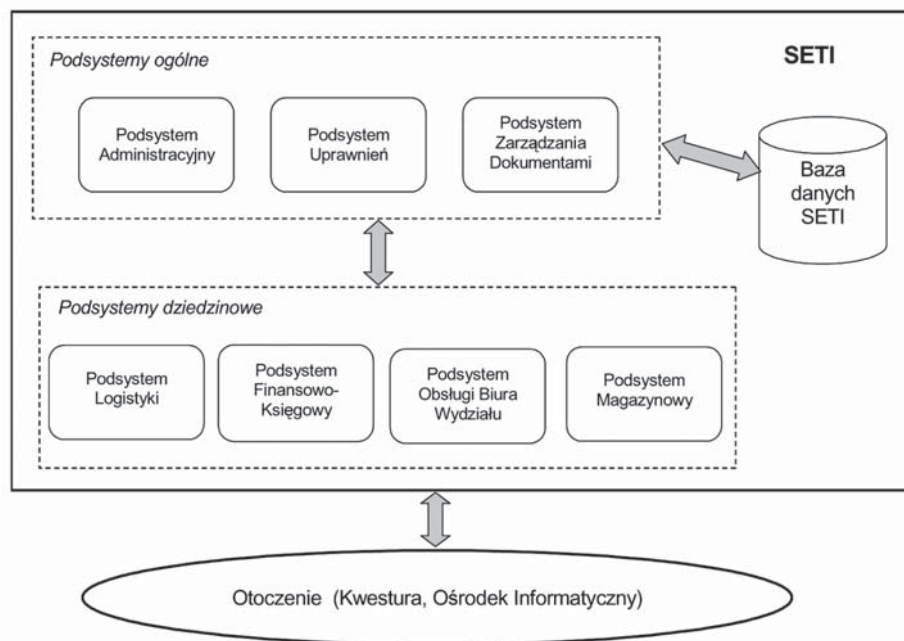 Podsystemy ogólne
SETI
Podsystem
Administracyjny
Podsystem
Uprawnień
Podsystem
Zarządzania
Dokumentami
Baza
danych
SETI
Podsystemy dziedzinowe
Podsystem
Logistyki
Podsystem
Finansowo-
Księgowy
Podsystem
Obsługi Biura
Wydziału
Podsystem
Magazynowy
Otoczenie (Kwestura, Ośrodek Informatyczny)